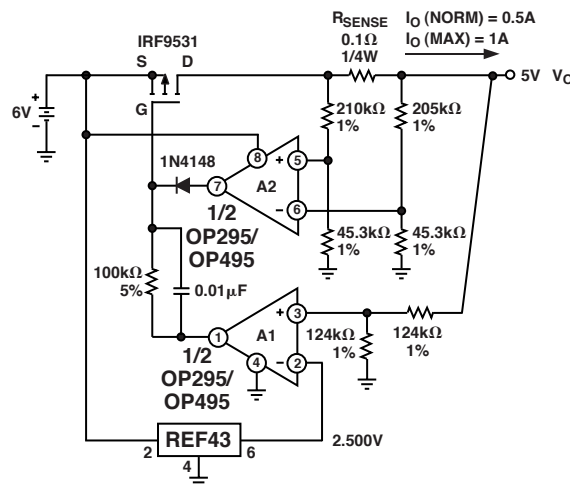 RSENSE
0.1Ω
1/4W
IO (NORM) = 0.5A
IO (MAX) = 1A
IRF9531
S D
G
6V
+
−
5V VO
210kΩ
1%
205kΩ
1%
1N4148
8
7
A2
+ 5
− 6
1/2
OP295/
OP495
45.3kΩ
1%
45.3kΩ
1%
100kΩ
5%
0.01μF
1
A1
+ 3
− 2
4
1/2
OP295/
OP495
124kΩ
1%
124kΩ
1%
REF43
2
6
4
2.500V